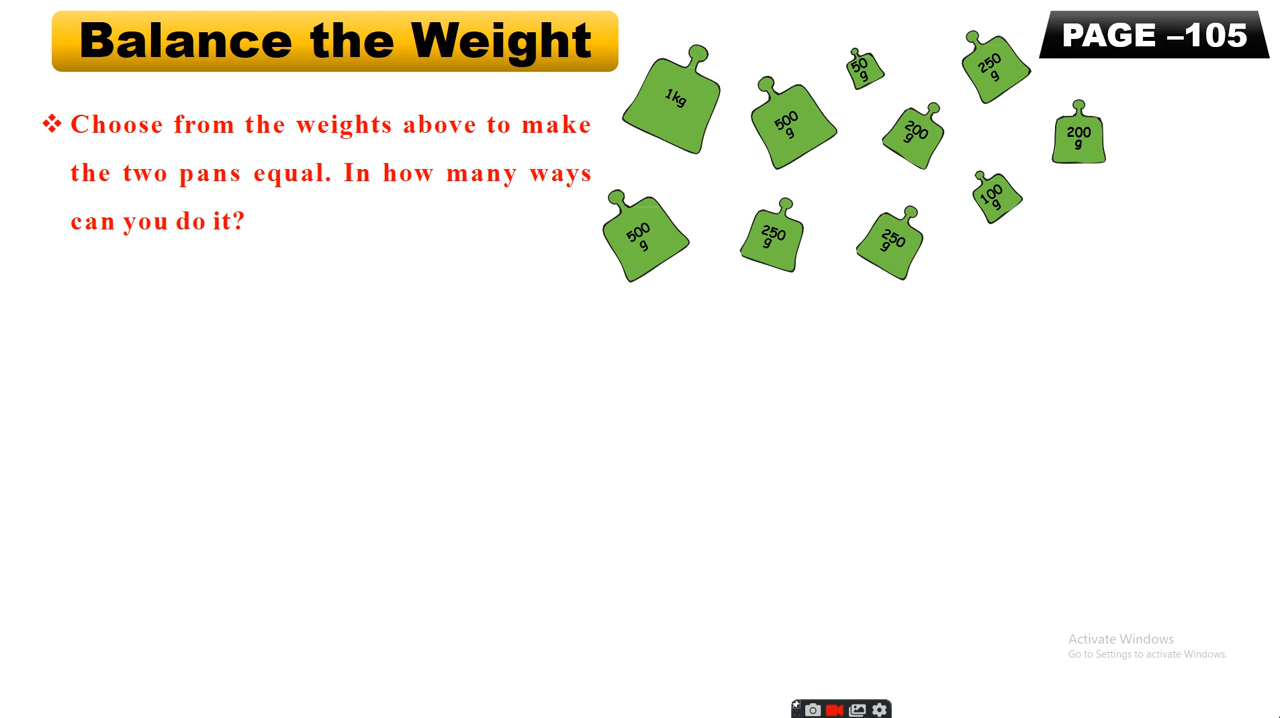 Balance the Weight
PAGE –105
❖ Choose from the weights above to make
the two pans equal. In how many ways
can you do it?
1kg
500
g
50
g
250
g
200
g
200
g
100
g
500
g
250
g
250
g
Activate Windows
Go to Settings to activate Windows.